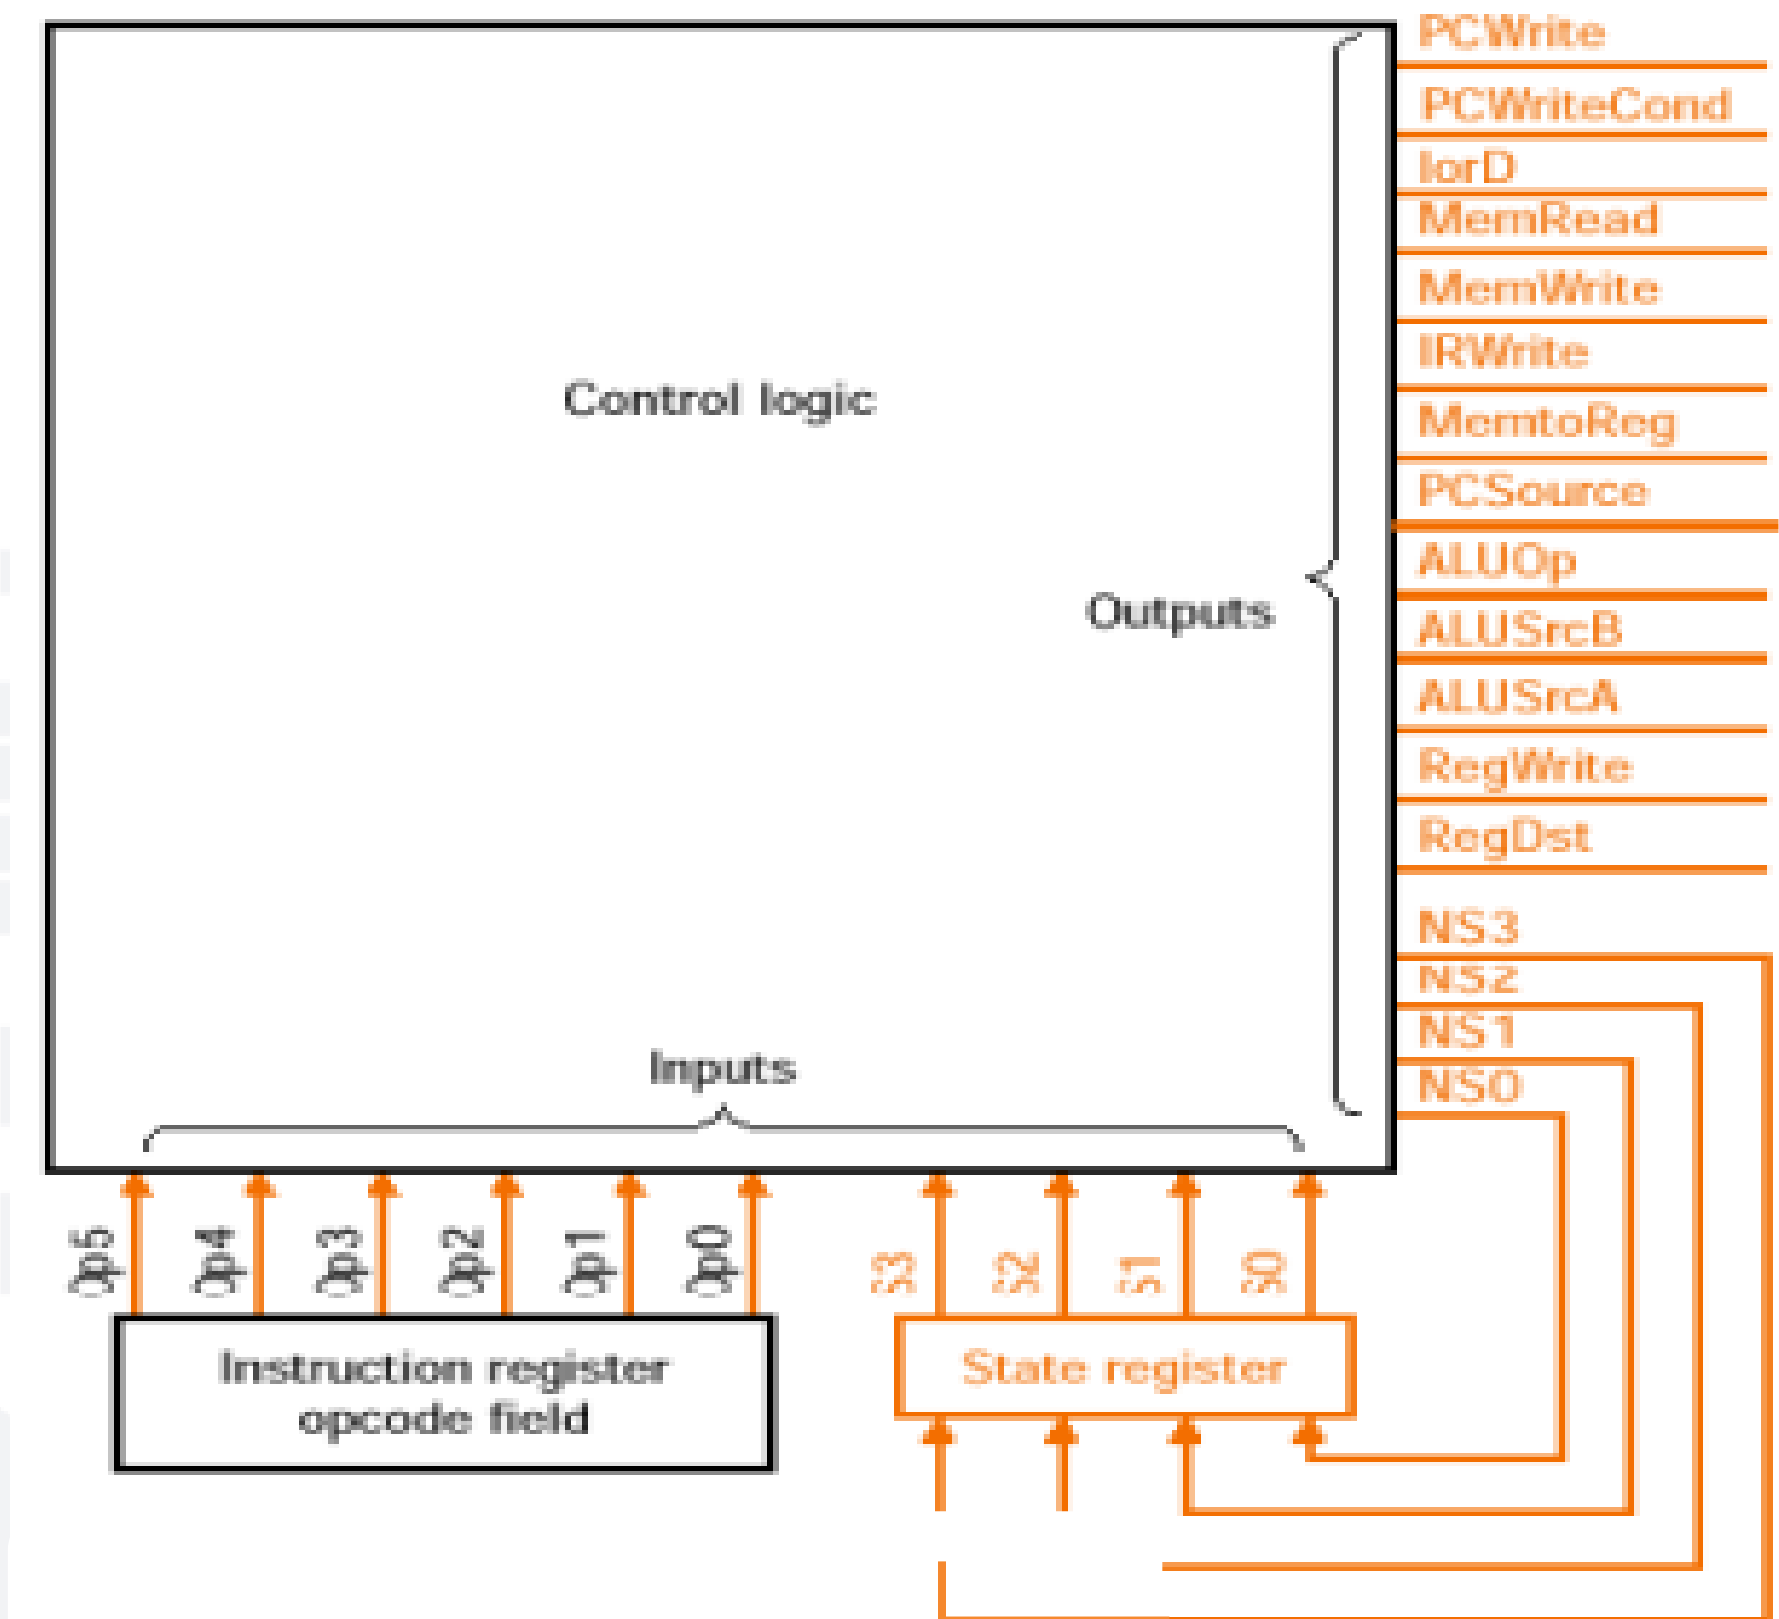 PCWrite
PCWriteCond
IorD
MemRead
MemWrite
IRWrite
Control logic
MemtoReg
PCSource
ALUOp
Outputs
ALUSrcB
ALUSrcA
RegWrite
RegDst
NS3
NS2
NS1
Inputs
NS0
Op5
Op4
Op3
Op2
Op1
Op0
S3
S2
S1
S0
Instruction register
opcode field
State register